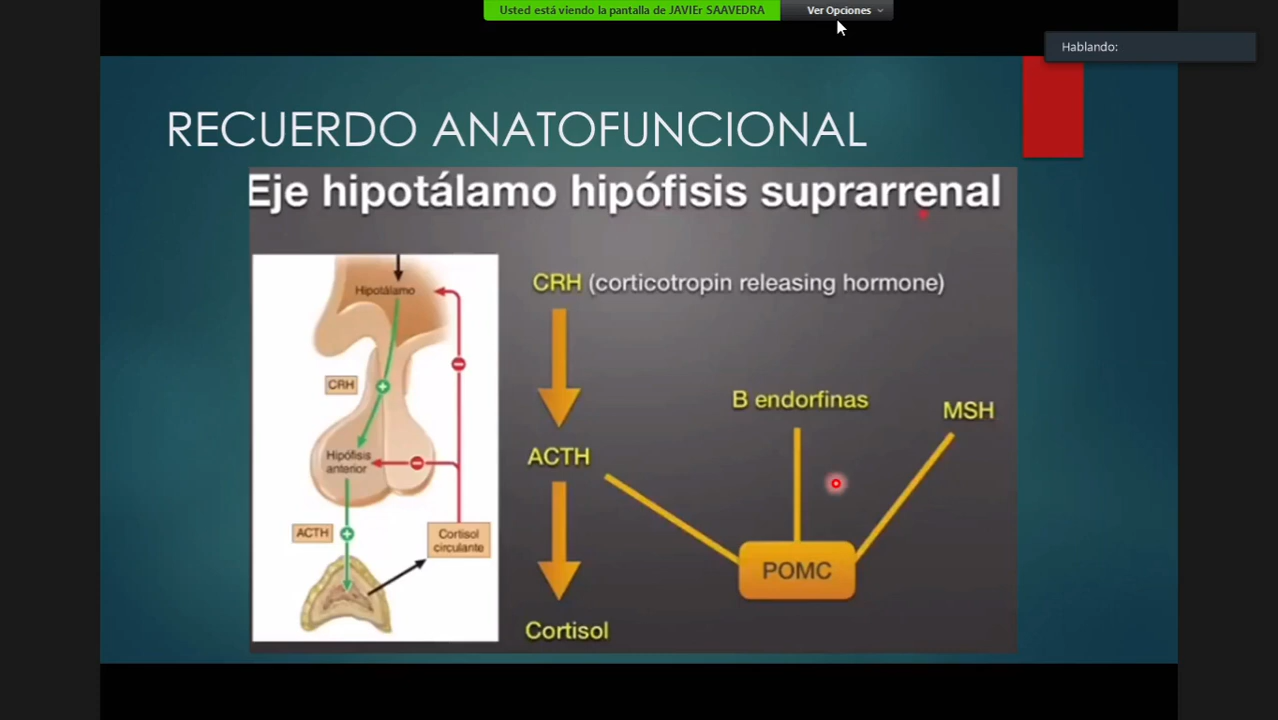 Usted está viendo la pantalla de JAVIEr SAAVEDRA
Ver Opciones
Hablando:
RECUERDO ANATOFUNCIONAL
Eje hipotálamo hipófisis suprarrenal
Hipotálamo
CRH
Hipófisis
anterior
ACTH
Cortisol
circulante
CRH (corticotropin releasing hormone)
ACTH
Cortisol
B endorfinas
MSH
POMC